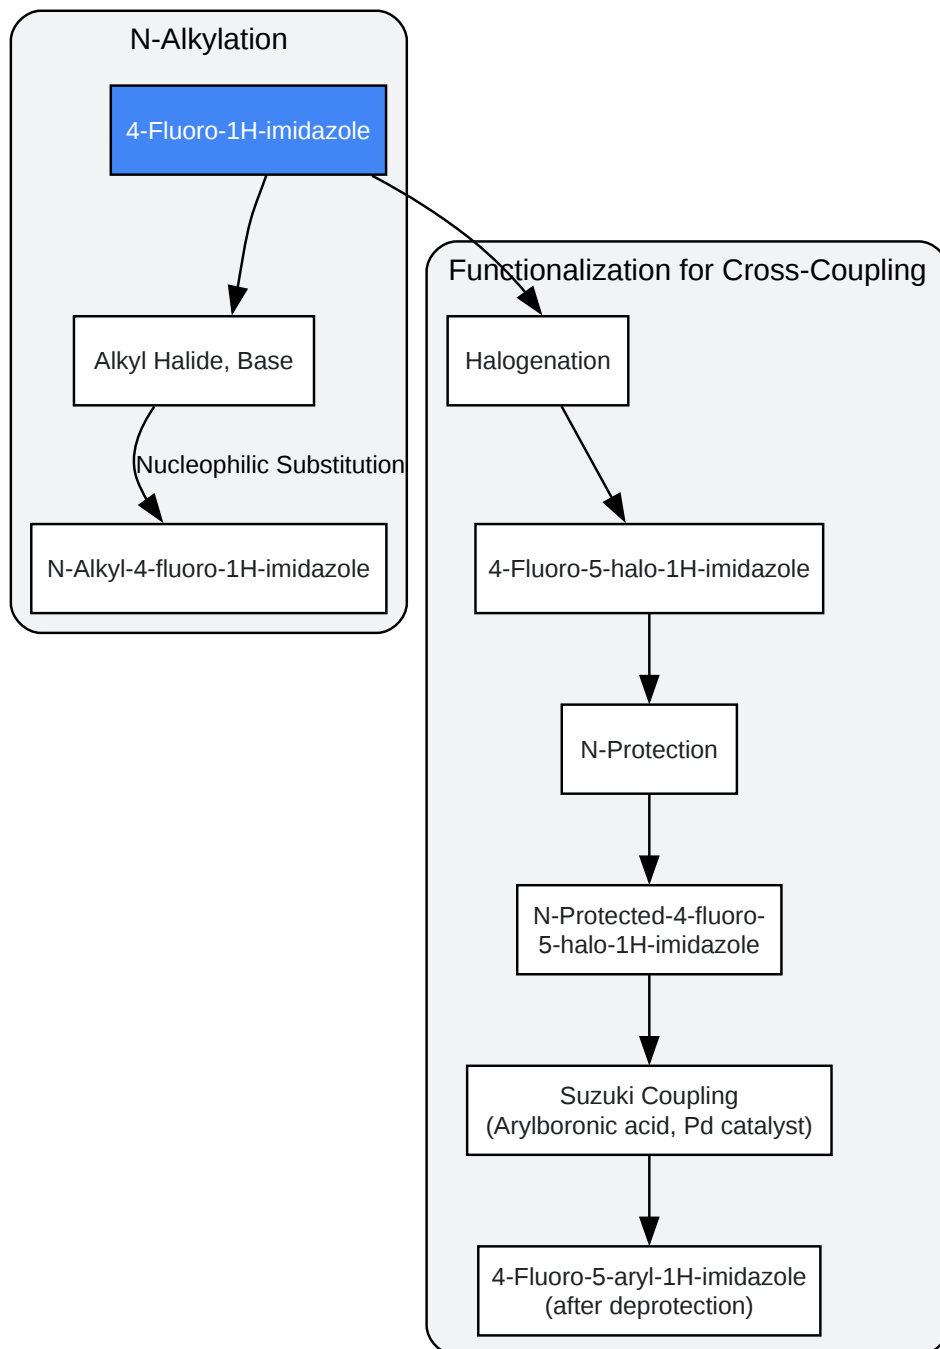 N-Alkylation
4-Fluoro-1H-imidazole
Alkyl Halide, Base
Nucleophilic Substitution
N-Alkyl-4-fluoro-1H-imidazole
Functionalization for Cross-Coupling
Halogenation
4-Fluoro-5-halo-1H-imidazole
N-Protection
N-Protected-4-fluoro-
5-halo-1H-imidazole
Suzuki Coupling
(Arylboronic acid, Pd catalyst)
4-Fluoro-5-aryl-1H-imidazole
(after deprotection)